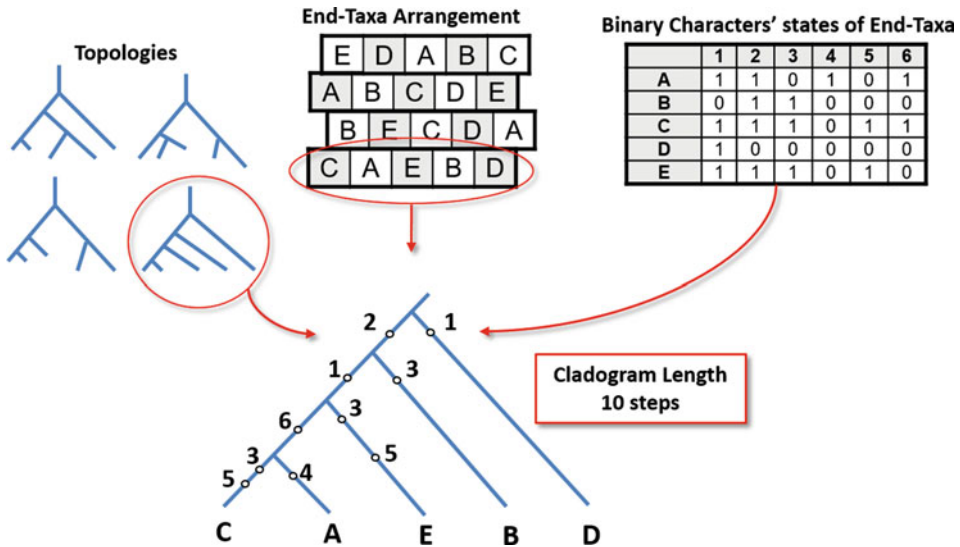 Topologies
End-Taxa Arrangement
E D A B C
A B C D E
B E C D A
C A E B D
Binary Characters’ states of End-Taxa
1 2 3 4 5 6
A 1 1 0 1 0 1
B 0 1 1 0 0 0
C 1 1 1 0 1 1
D 1 0 0 0 0 0
E 1 1 1 0 1 0
2 1
1 3
6 3
3 5
5 4
C A E B D
Cladogram Length
10 steps